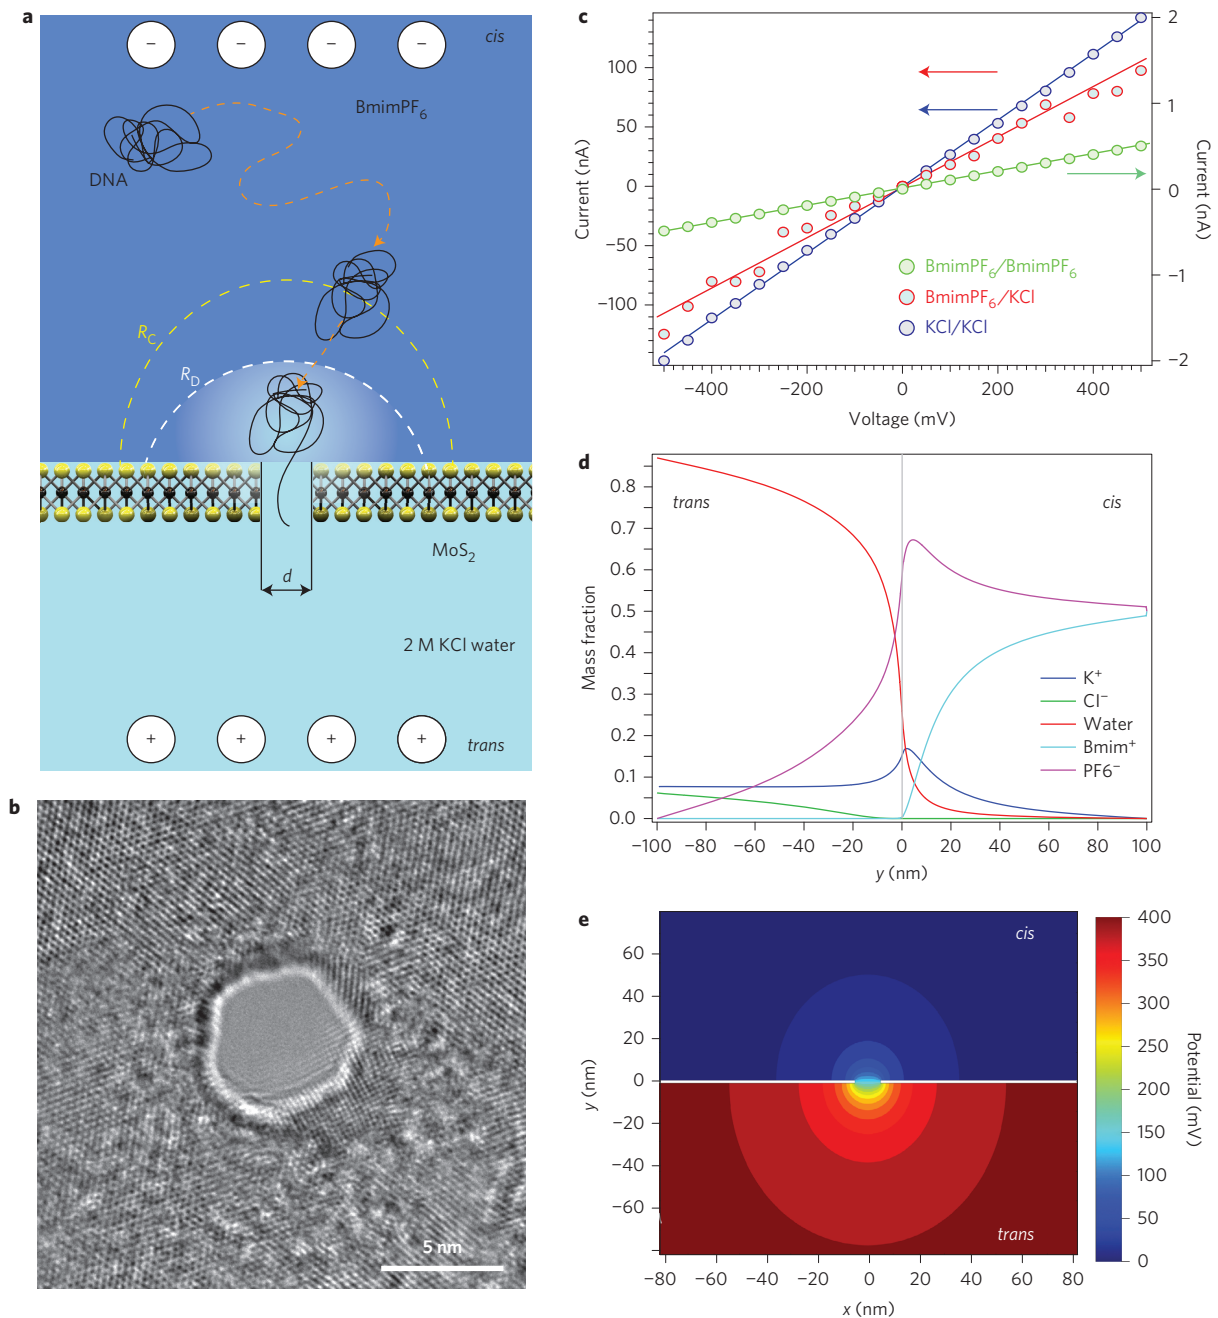 a
− − − −
cis
BmimPF6
DNA
RC
RD
MoS2
d
2 M KCl water
+ + + +
trans
b
5 nm
c
Current (nA)
100
50
0
−50
−100
2
1
0
−1
−2
Current (nA)
BmimPF6/BmimPF6
BmimPF6/KCl
KCl/KCl
−400 −200 0 200 400
Voltage (mV)
d
trans
cis
Mass fraction
0.8
0.7
0.6
0.5
0.4
0.3
0.2
0.1
0.0
K+
Cl−
Water
Bmim+
PF6−
−100 −80 −60 −40 −20 0 20 40 60 80 100
y (nm)
e
cis
trans
y (nm)
60
40
20
0
−20
−40
−60
−80 −60 −40 −20 0 20 40 60 80
x (nm)
400
350
300
250
200
150
100
50
0
Potential (mV)